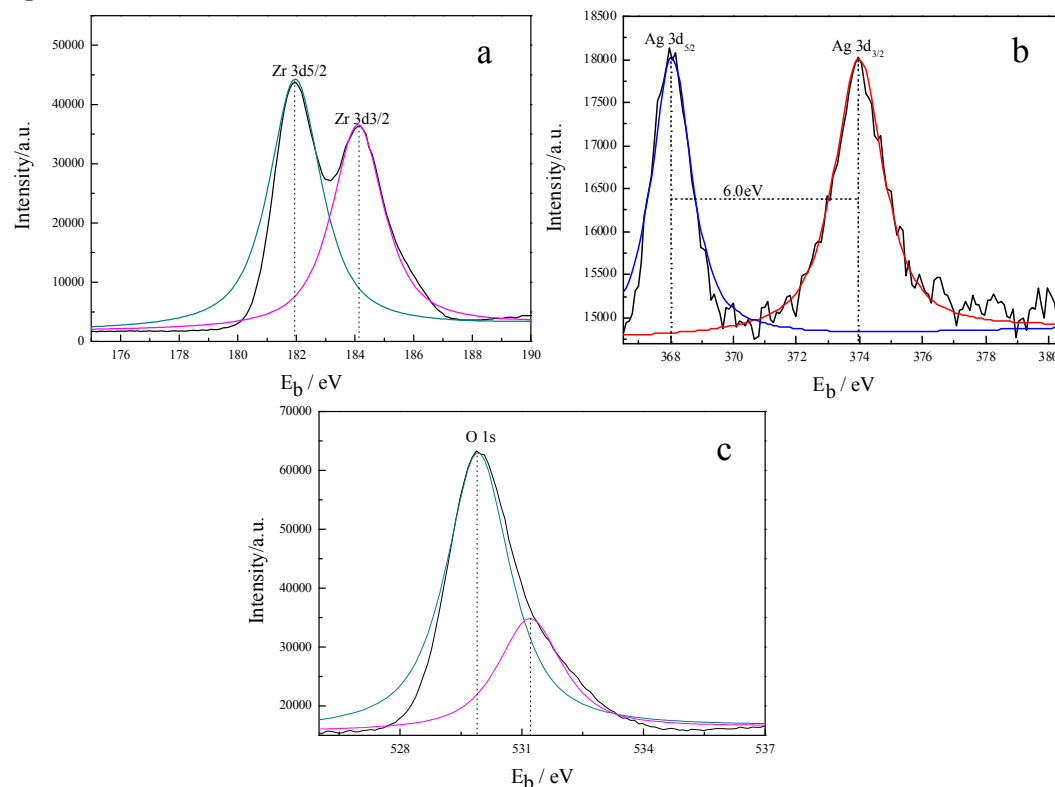 a
Zr 3d5/2
Zr 3d3/2
50000
40000
30000
20000
10000
0
Intensity/a.u.
176 178 180 182 184 186 188 190
E_b / eV
b
Ag 3d_5/2
Ag 3d_3/2
6.0eV
18500
18000
17500
17000
16500
16000
15500
15000
Intensity/a.u.
368 370 372 374 376 378 380
E_b / eV
c
O 1s
70000
60000
50000
40000
30000
20000
Intensity/a.u.
528 531 534 537
E_b / eV